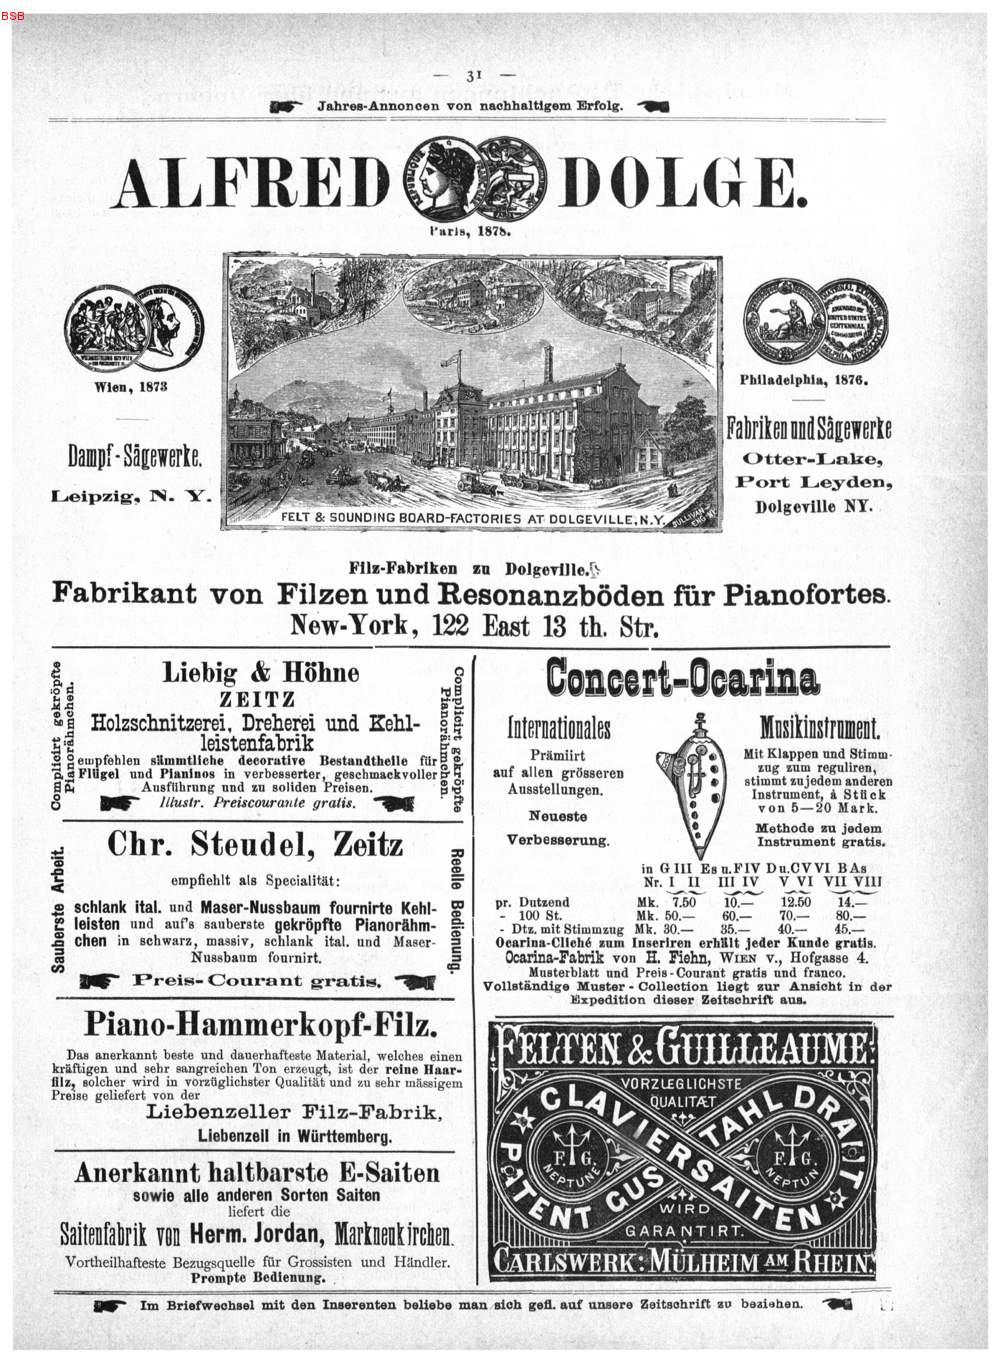 BSB
— 31 —
Jahres-Annoncen von nachhaltigem Erfolg.
ALFRED DOLGE.
RÉPUBLIQUE
Paris, 1878.
Wien, 1873
Dampf-Sägewerke.
Leipzig, N. Y.
Philadelphia, 1876.
Fabriken und Sägewerke
Otter-Lake,
Port Leyden,
Dolgeville NY.
FELT & SOUNDING BOARD-FACTORIES AT DOLGEVILLE, N.Y.
SULLIVAN-
ENG NY.
Filz-Fabriken zu Dolgeville.
Fabrikant von Filzen und Resonanzböden für Pianofortes.
New-York, 122 East 13 th. Str.
Complicirt gekröpfte
Pianorähmchen.
Liebig & Höhne
ZEITZ
Holzschnitzerei, Dreherei und Kehl-
leistenfabrik
empfehlen sämmtliche decorative Bestandtheile für
Flügel und Pianinos in verbesserter, geschmackvoller
Ausführung und zu soliden Preisen.
Illustr. Preiscourante gratis.
Complicirt gekröpfte
Pianorähmchen.
Chr. Steudel, Zeitz
empfiehlt als Specialität:
Sauberste Arbeit.
schlank ital. und Maser-Nussbaum fournirte Kehl-
leisten und auf's sauberste gekröpfte Pianorähm-
chen in schwarz, massiv, schlank ital. und Maser-
Nussbaum fournirt.
Preis-Courant gratis.
Reelle Bedienung.
Piano-Hammerkopf-Filz.
Das anerkannt beste und dauerhafteste Material, welches einen
kräftigen und sehr sangreichen Ton erzeugt, ist der reine Haar-
filz, solcher wird in vorzüglichster Qualität und zu sehr mässigem
Preise geliefert von der
Liebenzeller Filz-Fabrik,
Liebenzell in Württemberg.
Anerkannt haltbarste E-Saiten
sowie alle anderen Sorten Saiten
liefert die
Saitenfabrik von Herm. Jordan, Marknenkirchen.
Vortheilhafteste Bezugsquelle für Grossisten und Händler.
Prompte Bedienung.
Concert-Ocarina
Internationales
Prämiirt
auf allen grösseren
Ausstellungen.
Neueste
Verbesserung.
Musikinstrument.
Mit Klappen und Stimm-
zug zum reguliren,
stimmt zu jedem anderen
Instrument, à Stück
von 5—20 Mark.
Methode zu jedem
Instrument gratis.
in G III Es u. F IV D u. C V VI B As
Nr. I II III IV V VI VII VIII
pr. Dutzend Mk. 7.50 10.— 12.50 14.—
- 100 St. Mk. 50.— 60.— 70.— 80.—
- Dtz. mit Stimmzug Mk. 30.— 35.— 40.— 45.—
Ocarina-Cliché zum Inseriren erhält jeder Kunde gratis.
Ocarina-Fabrik von H. Fiehn, WIEN V., Hofgasse 4.
Musterblatt und Preis-Courant gratis und franco.
Vollständige Muster-Collection liegt zur Ansicht in der
Expedition dieser Zeitschrift aus.
FELTEN & GUILLEAUME
VORZLEGLICHSTE
QUALITÆT
CLAVIERSAITEN
PATENT GUSSTAHLDRAHT
F. G.
NEPTUNE
F. G.
NEPTUN
WIRD
GARANTIRT.
CARLSWERK: MÜLHEIM AM RHEIN.
Im Briefwechsel mit den Inserenten beliebe man sich gefl. auf unsere Zeitschrift zu beziehen.